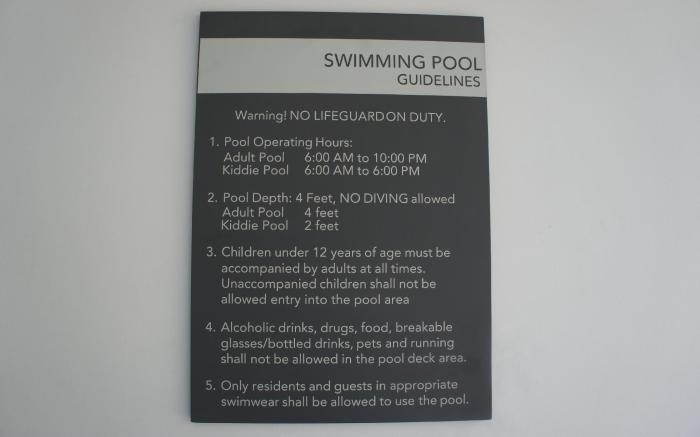 SWIMMING POOL
GUIDELINES
Warning! NO LIFEGUARD ON DUTY.
1. Pool Operating Hours:
Adult Pool 6:00 AM to 10:00 PM
Kiddie Pool 6:00 AM to 6:00 PM
2. Pool Depth: 4 Feet, NO DIVING allowed
Adult Pool 4 feet
Kiddie Pool 2 feet
3. Children under 12 years of age must be
accompanied by adults at all times.
Unaccompanied children shall not be
allowed entry into the pool area
4. Alcoholic drinks, drugs, food, breakable
glasses/bottled drinks, pets and running
shall not be allowed in the pool deck area.
5. Only residents and guests in appropriate
swimwear shall be allowed to use the pool.